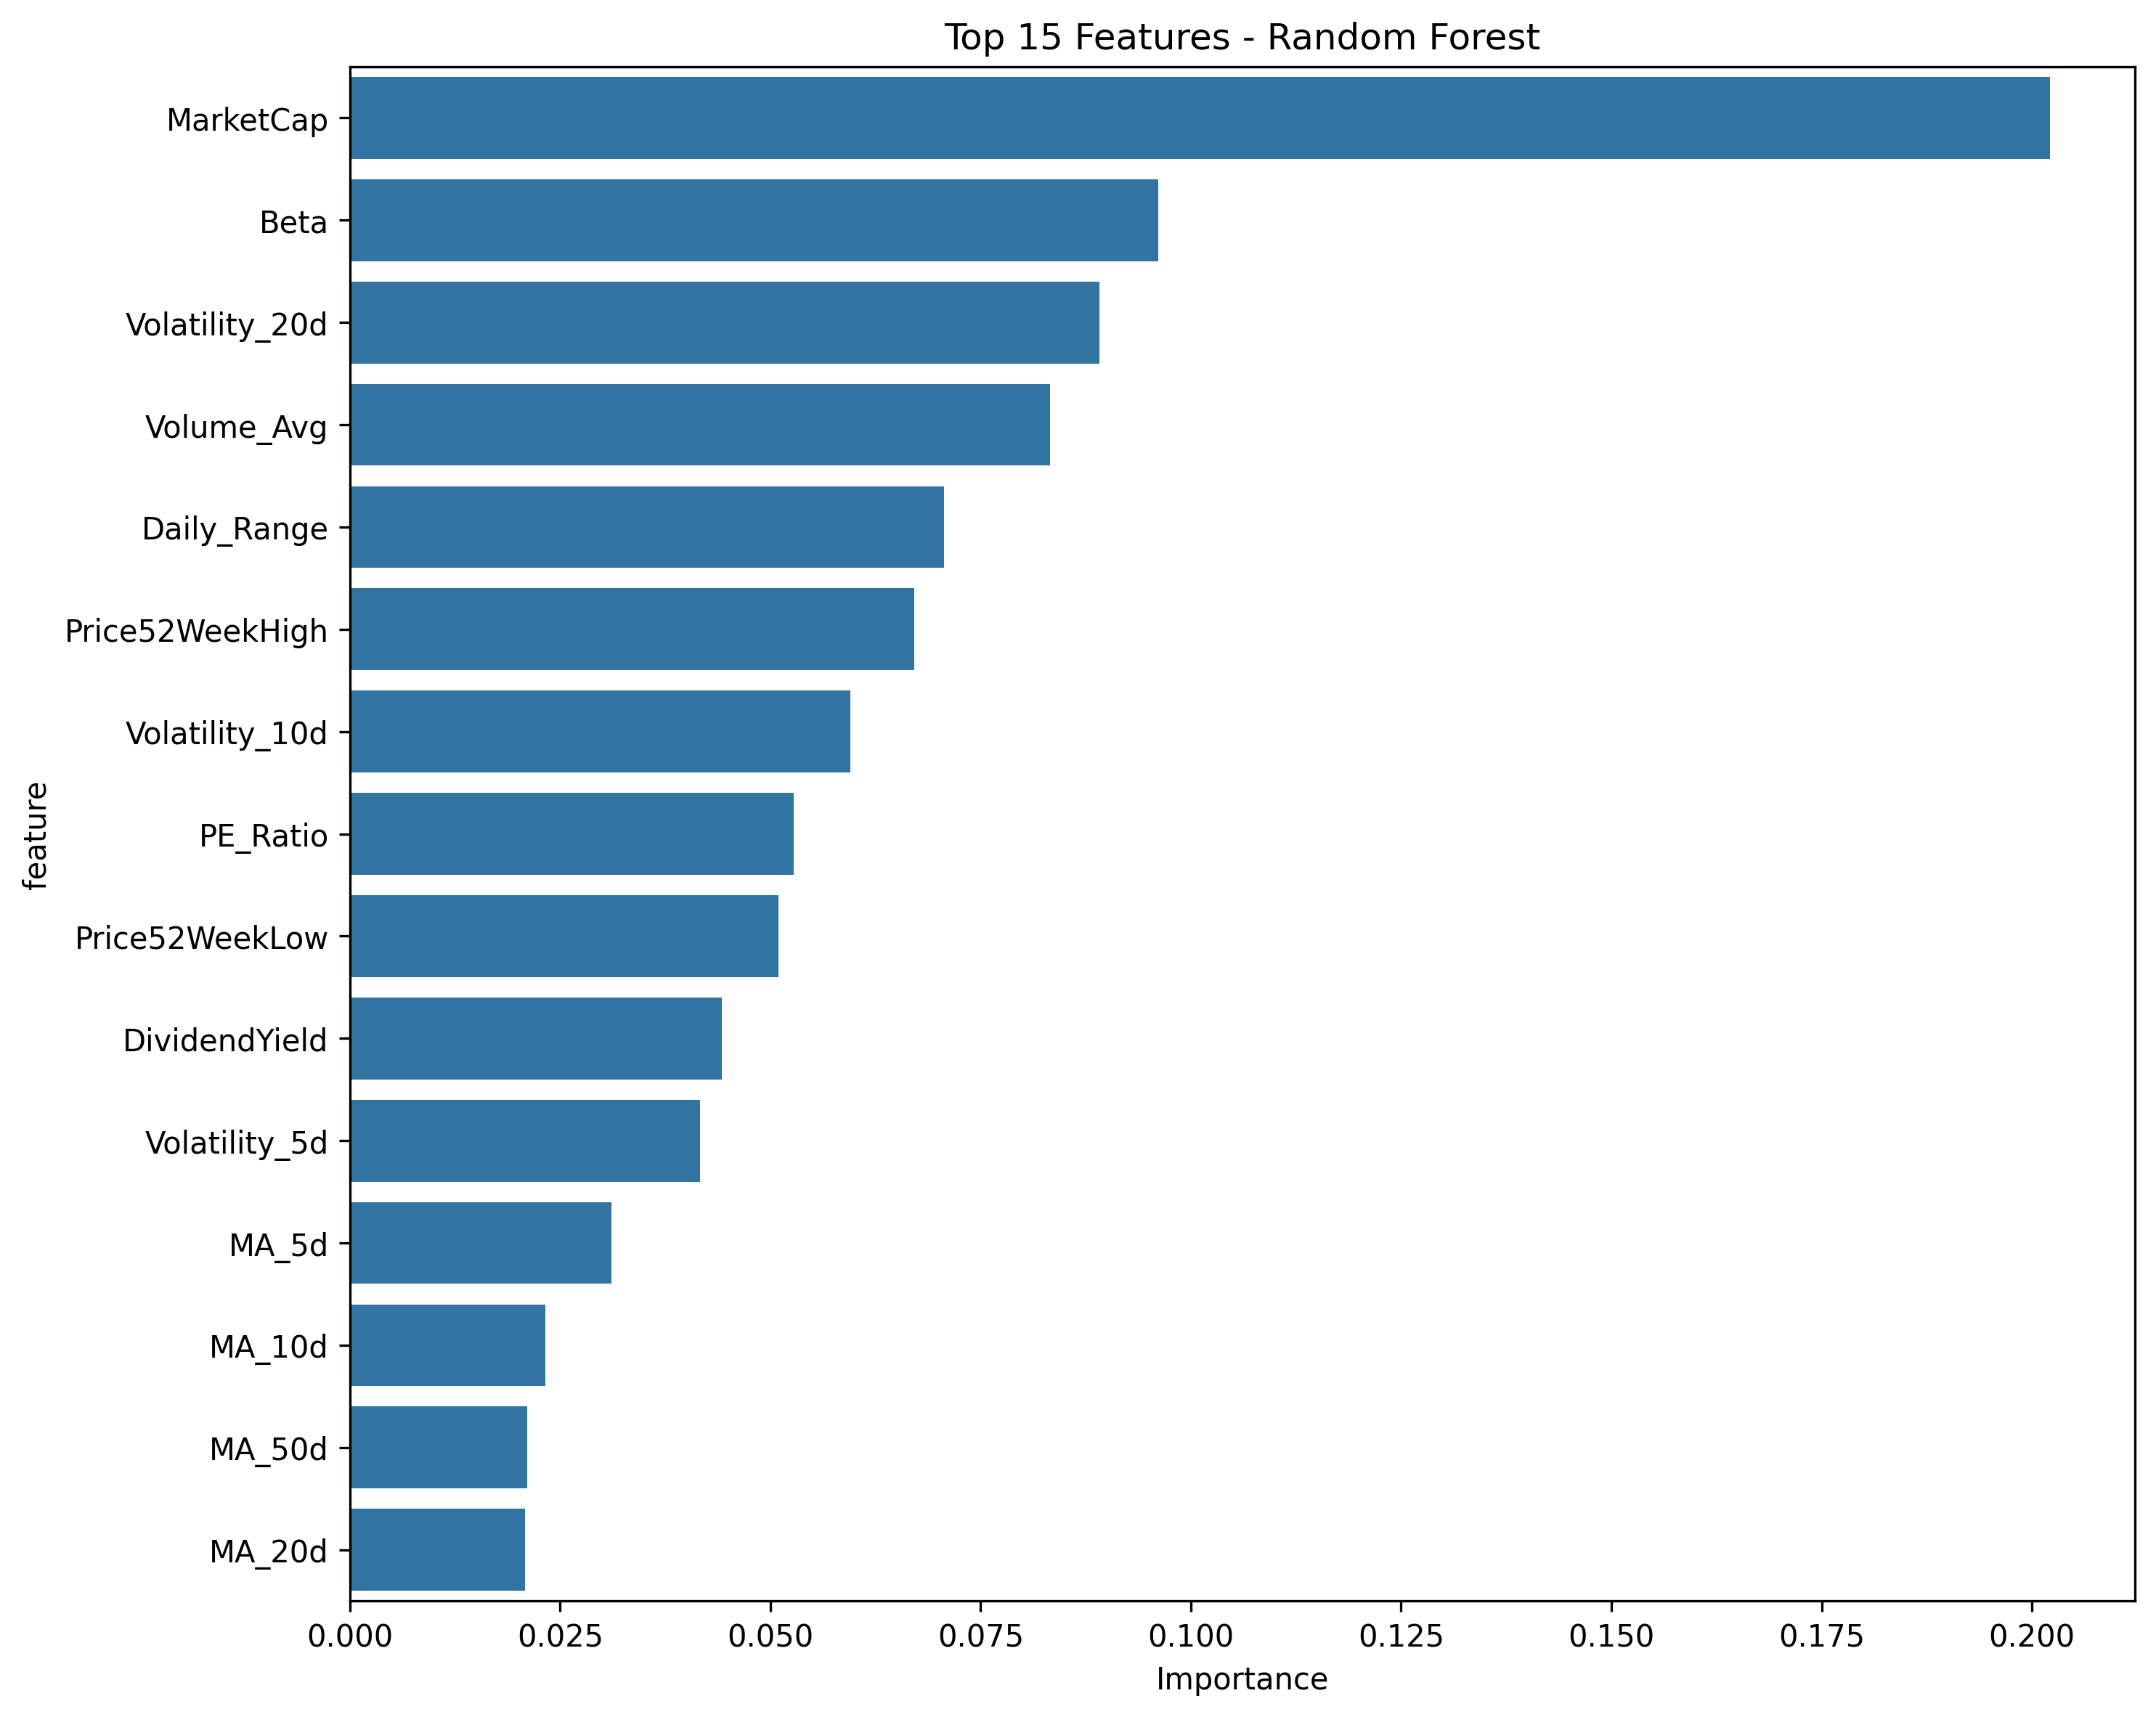 Top 15 Features - Random Forest
MarketCap
Beta
Volatility_20d
Volume_Avg
Daily_Range
Price52WeekHigh
Volatility_10d
PE_Ratio
Price52WeekLow
DividendYield
Volatility_5d
MA_5d
MA_10d
MA_50d
MA_20d
feature
0.000 0.025 0.050 0.075 0.100 0.125 0.150 0.175 0.200
Importance